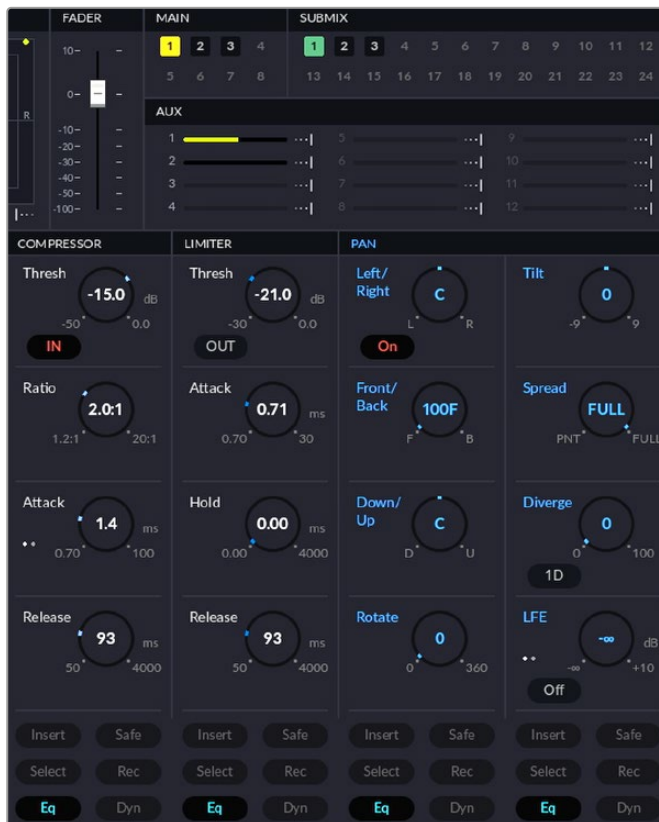 FADER MAIN SUBMIX
10- 1 2 3 4 1 2 3 4 5 6 7 8 9 10 11 12
5 6 7 8 13 14 15 16 17 18 19 20 21 22 23 24
0-
R
AUX
-10-
-20-
-30-
-40-
-50-
-100-
1 5 9
2 6 10
3 7 11
4 8 12
COMPRESSOR LIMITER PAN
Thresh -15.0 dB
-50 0.0
IN
Thresh -21.0 dB
-30 0.0
OUT
Left/
Right
C
L R
On
Tilt
0
-9 9
Ratio
2.0:1
1.2:1 20:1
Attack
0.71 ms
0.70 30
Front/
Back
100F
F B
Spread
FULL
PNT FULL
Attack
1.4 ms
0.70 100
Hold
0.00 ms
0.00 4000
Down/
Up
C
D U
Diverge
0
0 100
1D
Release
93 ms
50 4000
Release
93 ms
50 4000
Rotate
0
0 360
LFE
-∞ dB
-∞ +10
Off
Insert Safe Insert Safe Insert Safe Insert Safe
Select Rec Select Rec Select Rec Select Rec
Eq Dyn Eq Dyn Eq Dyn Eq Dyn